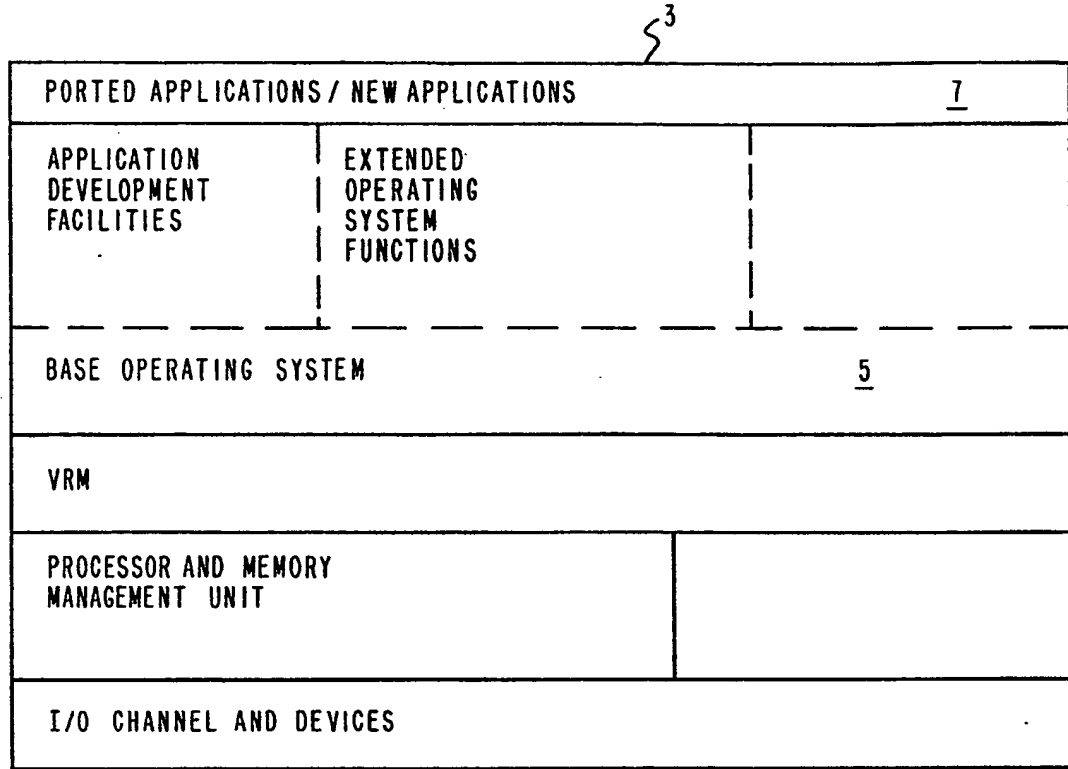 3
PORTED APPLICATIONS / NEW APPLICATIONS 7
APPLICATION
DEVELOPMENT
FACILITIES
EXTENDED
OPERATING
SYSTEM
FUNCTIONS
BASE OPERATING SYSTEM 5
VRM
PROCESSOR AND MEMORY
MANAGEMENT UNIT
I/O CHANNEL AND DEVICES